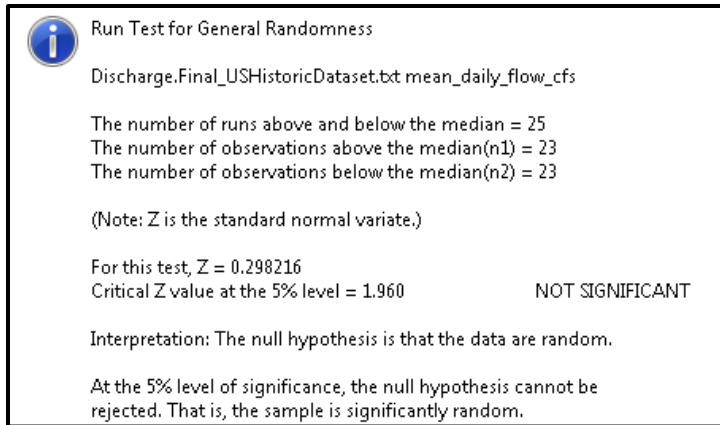 Run Test for General Randomness
Discharge.Final_USHistoricDataset.txt mean_daily_flow_cfs
The number of runs above and below the median = 25
The number of observations above the median(n1) = 23
The number of observations below the median(n2) = 23
(Note: Z is the standard normal variate.)
For this test, Z = 0.298216
Critical Z value at the 5% level = 1.960 NOT SIGNIFICANT
Interpretation: The null hypothesis is that the data are random.
At the 5% level of significance, the null hypothesis cannot be
rejected. That is, the sample is significantly random.